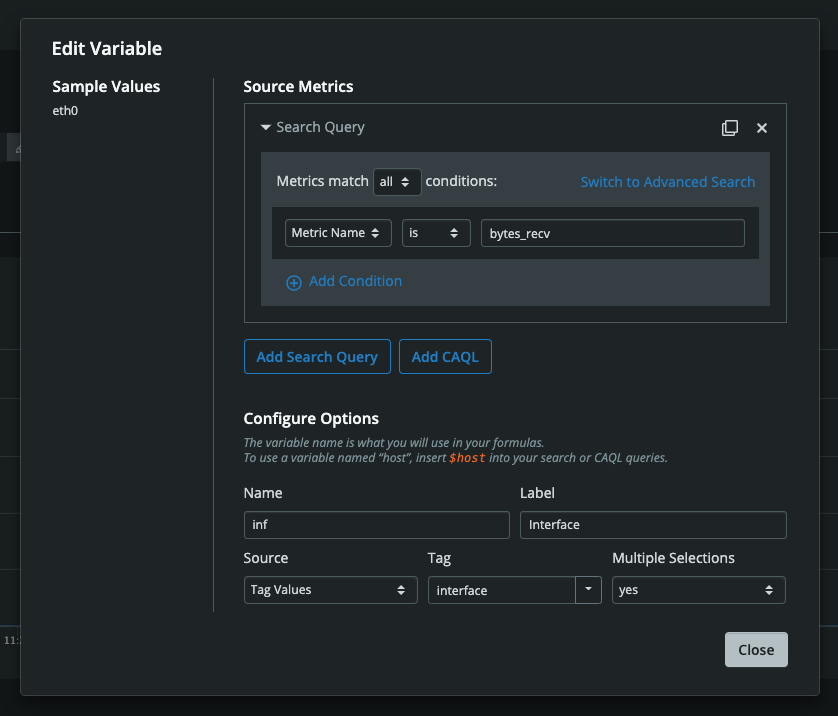 Edit Variable
Sample Values
eth0
Source Metrics
Search Query
Metrics match all conditions:
Switch to Advanced Search
Metric Name is bytes_recv
Add Condition
Add Search Query Add CAQL
Configure Options
The variable name is what you will use in your formulas.
To use a variable named “host”, insert $host into your search or CAQL queries.
Name Label
inf Interface
Source Tag Multiple Selections
Tag Values interface yes
Close